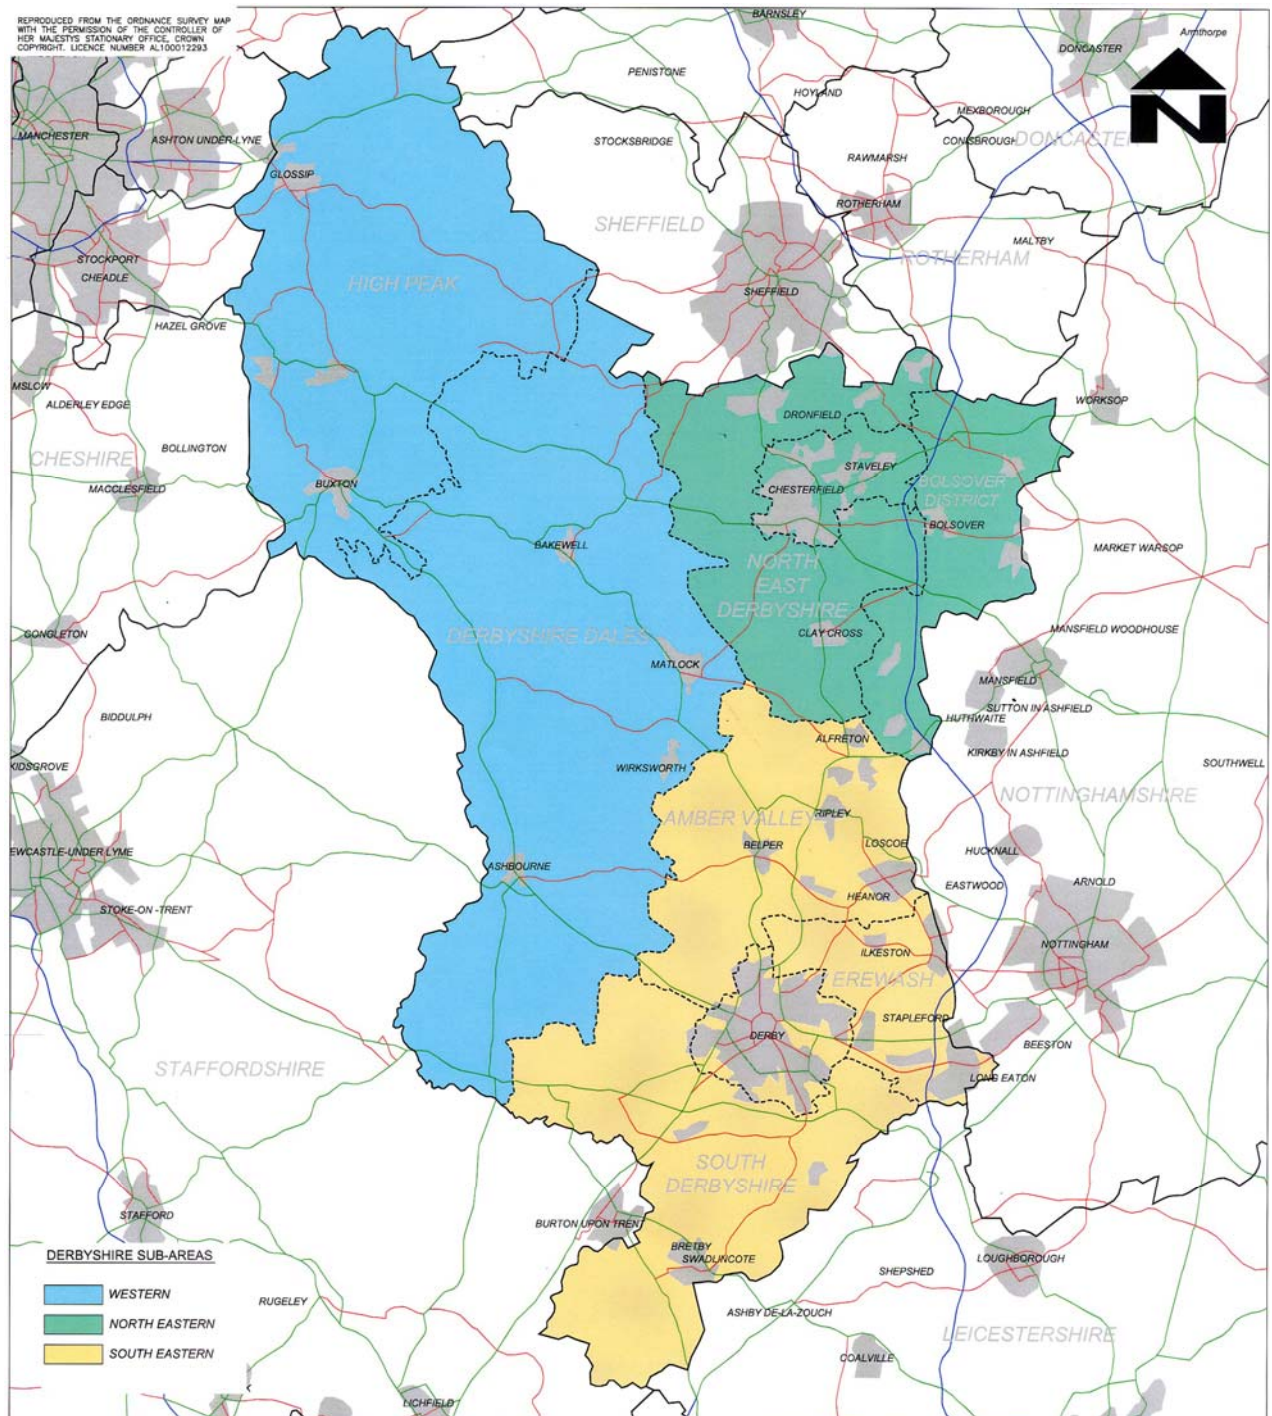 REPRODUCED FROM THE ORDNANCE SURVEY MAP
WITH THE PERMISSION OF THE CONTROLLER OF
HER MAJESTYS STATIONARY OFFICE, CROWN
COPYRIGHT. LICENCE NUMBER AL100012293
BARNSLEY
Armthorpe
DONCASTER
N
PENISTONE
HOYLAND
MEXBOROUGH
MANCHESTER
ASHTON UNDER-LYNE
STOCKSBRIDGE
CONISBROUGH
DONCASTER
RAWMARSH
GLOSSIP
ROTHERHAM
SHEFFIELD
MALTBY
STOCKPORT
ROTHERHAM
CHEADLE
HIGH PEAK
SHEFFIELD
HAZEL GROVE
MSLOW
ALDERLEY EDGE
WORKSOP
DRONFIELD
BOLLINGTON
CHESHIRE
STAVELEY
BUXTON
MACCLESFIELD
CHESTERFIELD
BOLSOVER
DISTRICT
BOLSOVER
BAKEWELL
MARKET WARSOP
NORTH
EAST
DERBYSHIRE
CONGLETON
DERBYSHIRE DALES
CLAY CROSS
MANSFIELD WOODHOUSE
MATLOCK
MANSFIELD
SUTTON IN ASHFIELD
BIDDULPH
HUTHWAITE
ALFRETON
KIRKBY IN ASHFIELD
KIDSGROVE
WIRKSWORTH
SOUTHWELL
NOTTINGHAMSHIRE
AMBER VALLEY
RIPLEY
BELPER
LOSCOE
EWCASTLE-UNDER LYME
HUCKNALL
ASHBOURNE
EASTWOOD
ARNOLD
HEANOR
STOKE-ON -TRENT
NOTTINGHAM
ILKESTON
EREWASH
STAPLEFORD
DERBY
BEESTON
STAFFORDSHIRE
LONG EATON
SOUTH
DERBYSHIRE
STAFFORD
BURTON UPON TRENT
BRETBY
SWADLINCOTE
LOUGHBOROUGH
SHEPSHED
DERBYSHIRE SUB-AREAS
WESTERN
NORTH EASTERN
SOUTH EASTERN
RUGELEY
ASHBY DE-LA-ZOUCH
LEICESTERSHIRE
COALVILLE
LICHFIELD